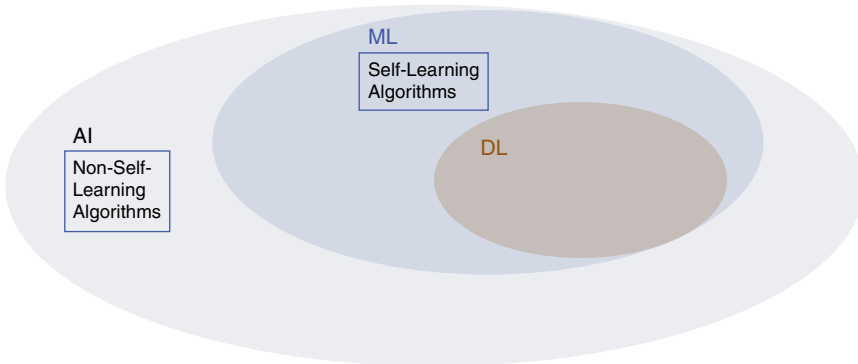 ML
Self-Learning
Algorithms
AI
Non-Self-
Learning
Algorithms
DL